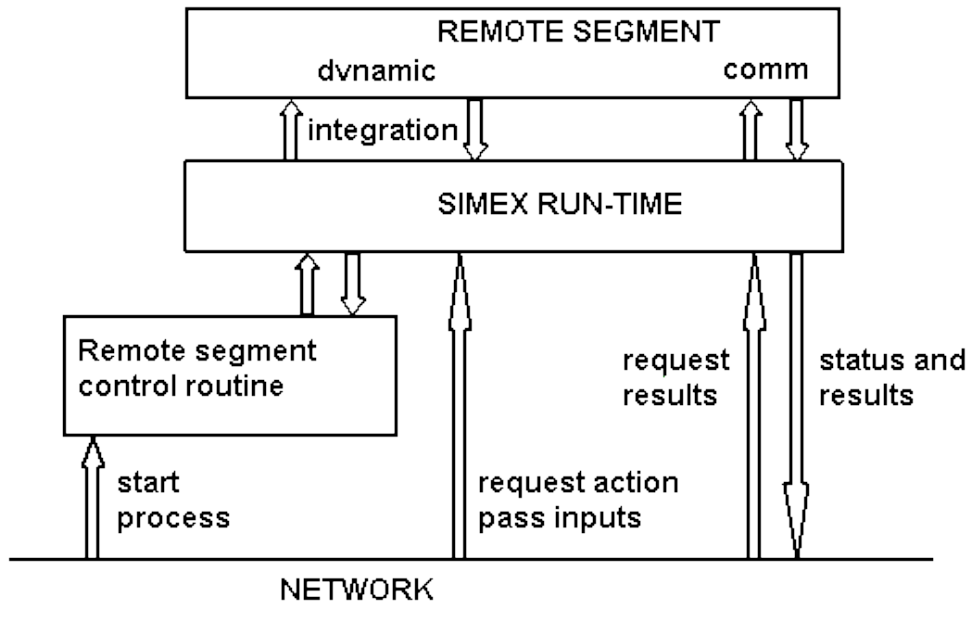 REMOTE SEGMENT
dvnamic comm
integration
SIMEX RUN-TIME
Remote segment
control routine
request
results
status and
results
start
process
request action
pass inputs
NETWORK